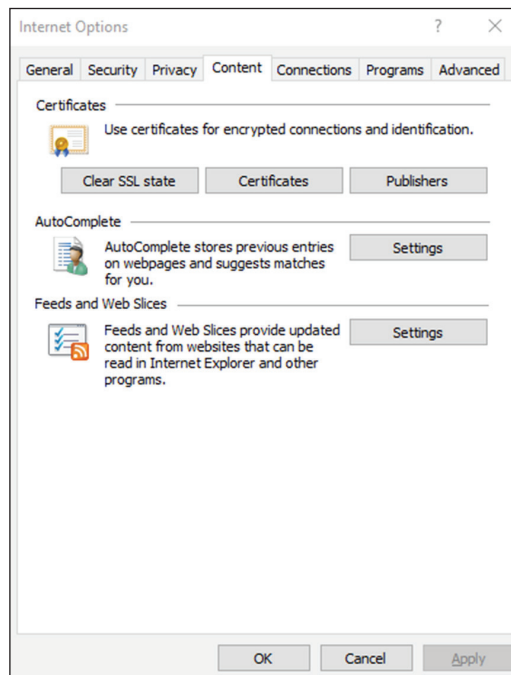 Internet Options ? ×
General Security Privacy Content Connections Programs Advanced
Certificates
Use certificates for encrypted connections and identification.
Clear SSL state Certificates Publishers
AutoComplete
AutoComplete stores previous entries
on webpages and suggests matches
for you.
Settings
Feeds and Web Slices
Feeds and Web Slices provide updated
content from websites that can be
read in Internet Explorer and other
programs.
Settings
OK Cancel Apply